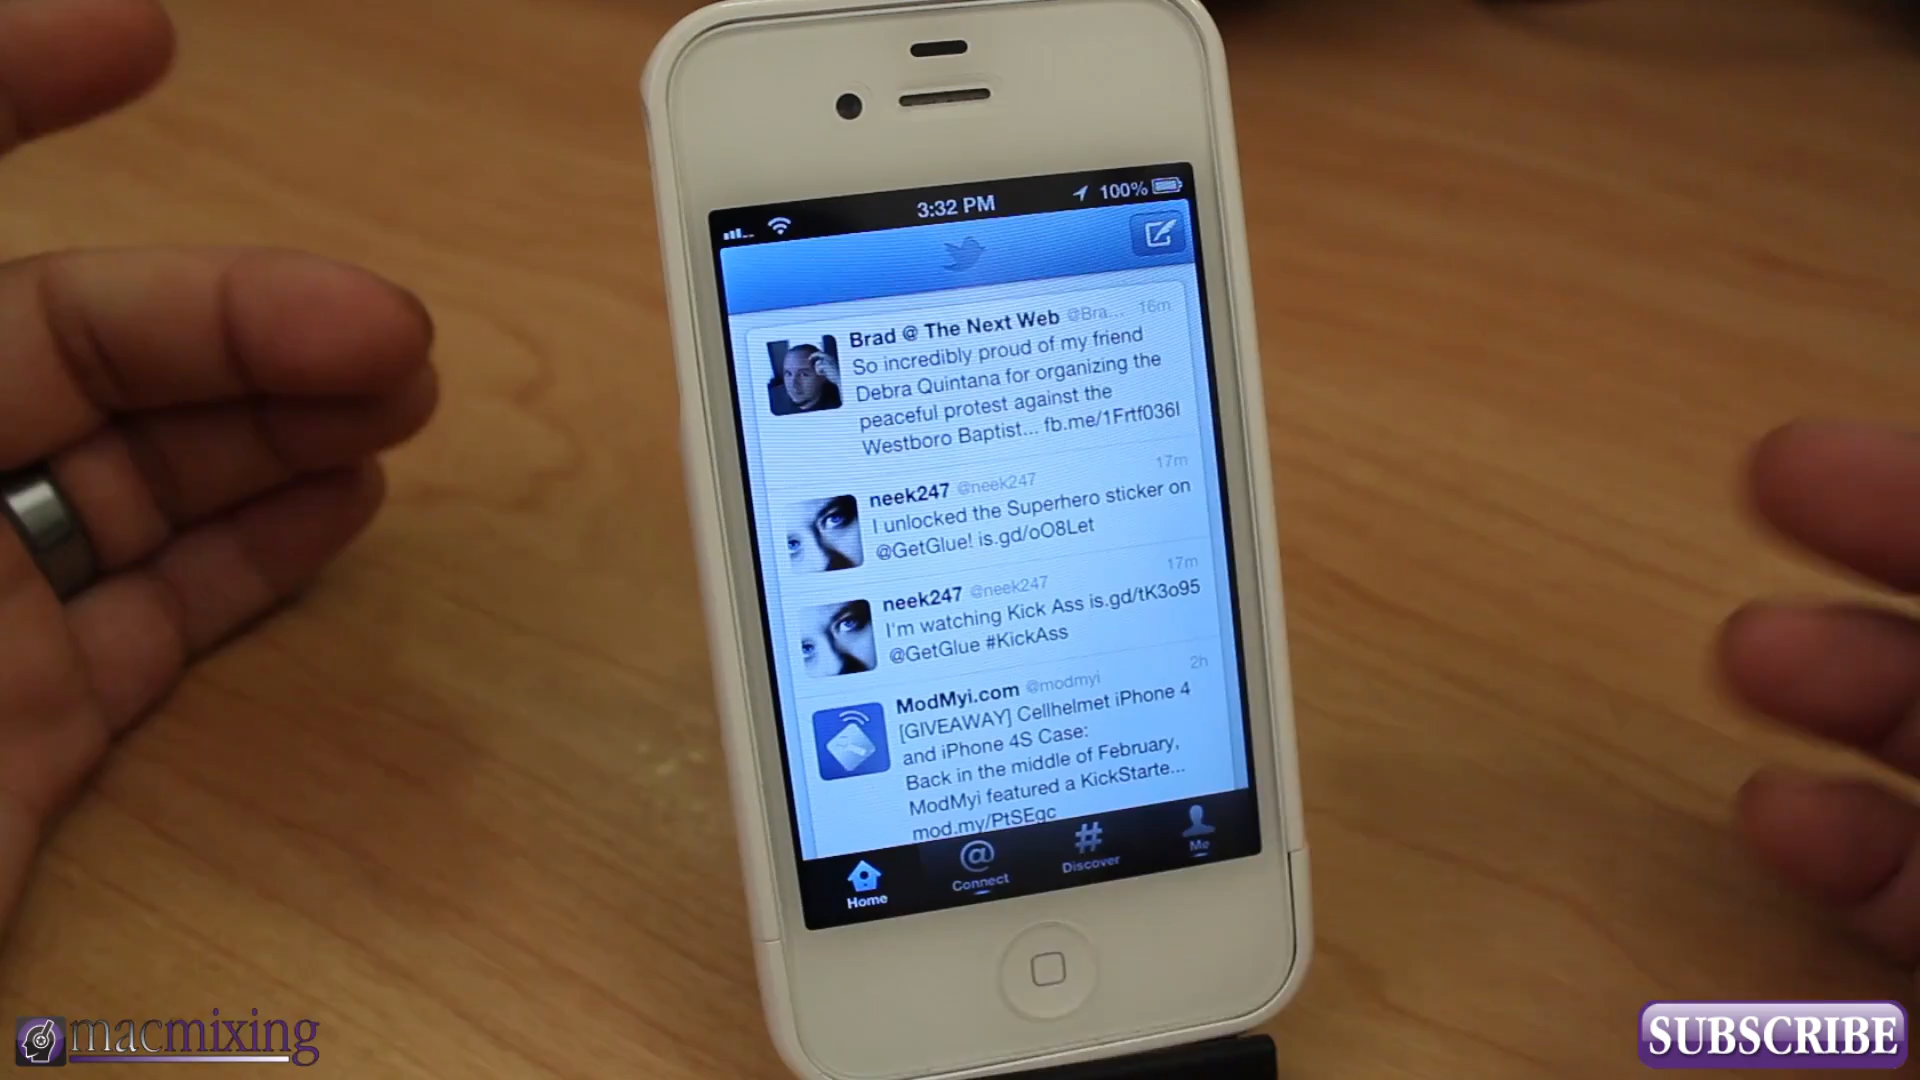 3:32 PM
100%
Brad @ The Next Web @Bra... 16m
So incredibly proud of my friend
Debra Quintana for organizing the
peaceful protest against the
Westboro Baptist... fb.me/1Frtf036I
neek247 @neek247 17m
I unlocked the Superhero sticker on
@GetGlue! is.gd/oO8Let
neek247 @neek247 17m
I'm watching Kick Ass is.gd/tK3o95
@GetGlue #KickAss
ModMyi.com @modmyi 2h
[GIVEAWAY] Cellhelmet iPhone 4
and iPhone 4S Case:
Back in the middle of February,
ModMyi featured a KickStarte...
mod.my/PtSEgc
Home
@
Connect
#
Discover
Me
macmixing
SUBSCRIBE